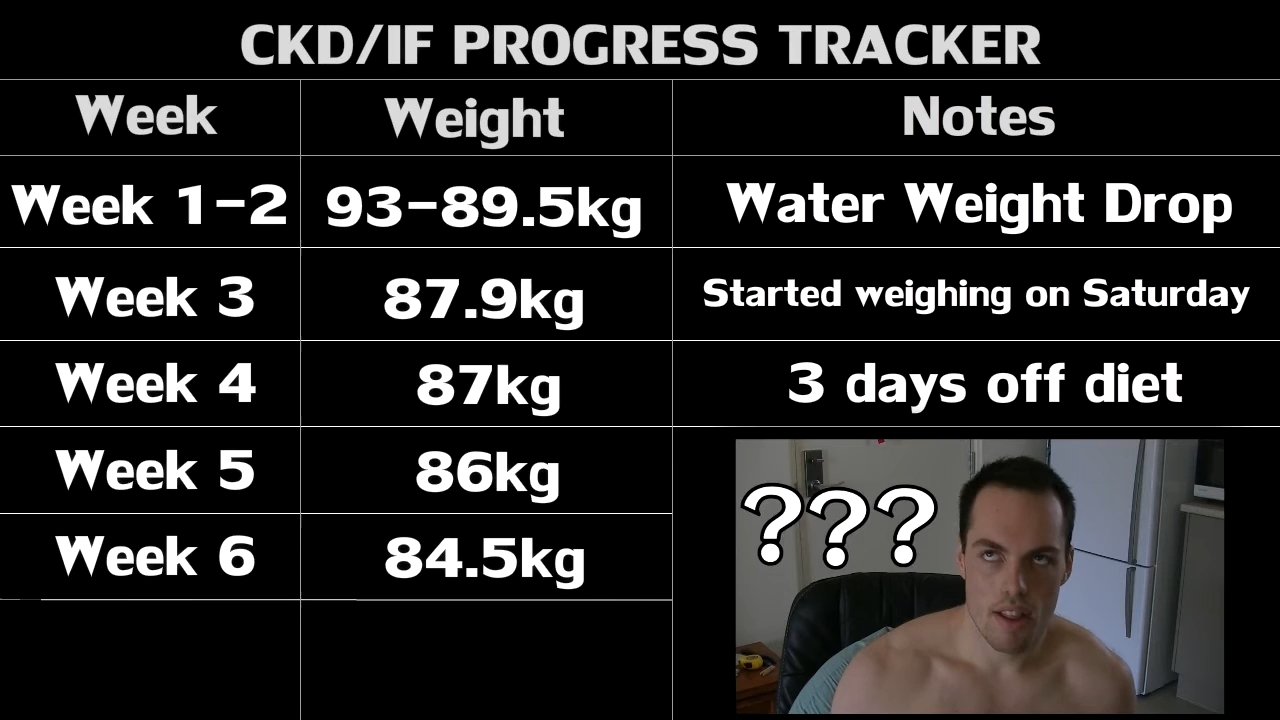 CKD/IF PROGRESS TRACKER
Week Weight Notes
Week 1-2 93-89.5kg Water Weight Drop
Week 3 87.9kg Started weighing on Saturday
Week 4 87kg 3 days off diet
Week 5 86kg
???
Week 6 84.5kg